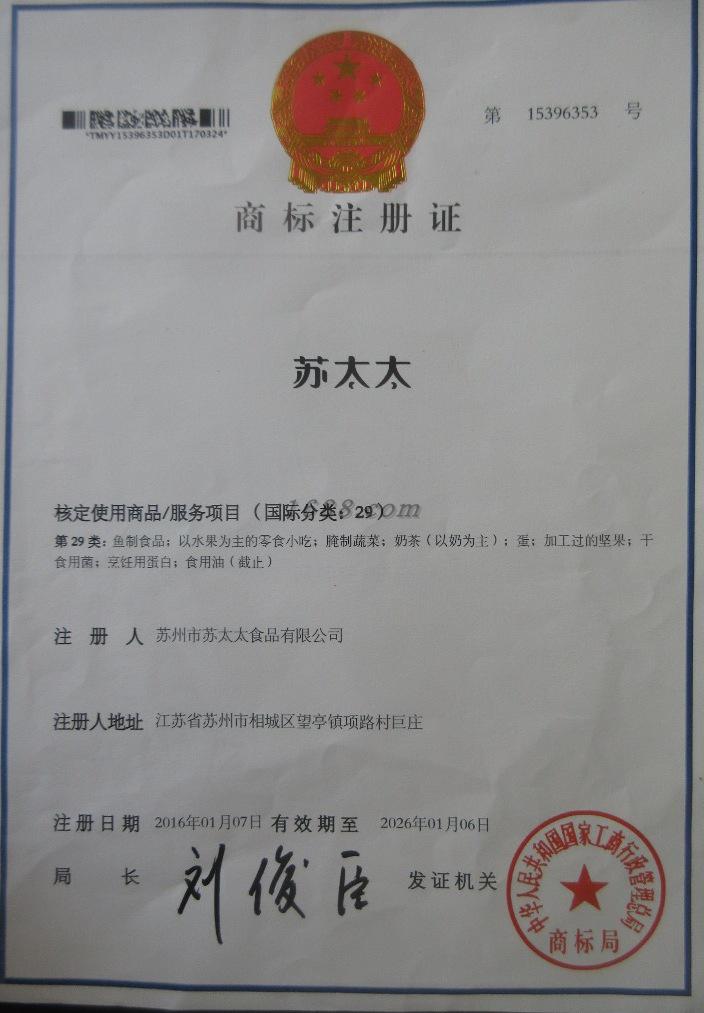 第 15396353 号
*TMYY15396353D01T170324*
商标注册证
苏太太
1688.com
核定使用商品/服务项目（国际分类：29）
第29类：鱼制食品；以水果为主的零食小吃；腌制蔬菜；奶茶（以奶为主）；蛋；加工过的坚果；干
食用菌；烹饪用蛋白；食用油（截止）
注册人 苏州市苏太太食品有限公司
注册人地址 江苏省苏州市相城区望亭镇项路村巨庄
注册日期 2016年01月07日 有效期至 2026年01月06日
局长 刘俊臣 发证机关
中华人民共和国国家工商行政管理总局
商标局